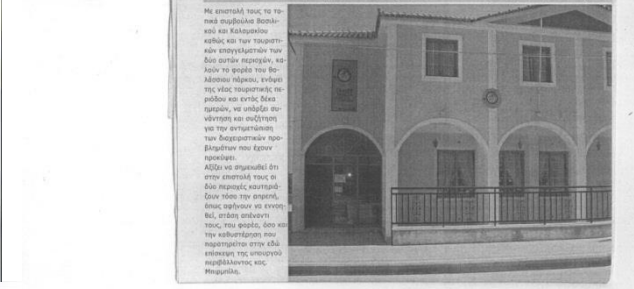 Με επιστολή τους τα το-
πικά συμβούλια Βασιλι-
κού και Καλαμακίου
καθώς και των τουριστι-
κών επαγγελματιών των
δύο αυτών περιοχών, κα-
λούν το φορέα του θα-
λάσσιου πάρκου, ενόψει
της νέας τουριστικής πε-
ριόδου και εντός δέκα
ημερών, να υπάρξει συ-
νάντηση και συζήτηση
για την αντιμετώπιση
των διαχειριστικών προ-
βλημάτων που έχουν
προκύψει.
Αξίζει να σημειωθεί ότι
στην επιστολή τους οι
δύο περιοχές καυτηριά-
ζουν τόσο την απρεπή,
όπως αφήνουν να εννοη-
θεί, στάση απέναντι
τους, του φορέα, όσο και
την καθυστέρηση που
παρατηρείται στην εδώ
επίσκεψη της υπουργού
περιβάλλοντος κας.
Μπιρμπίλη.